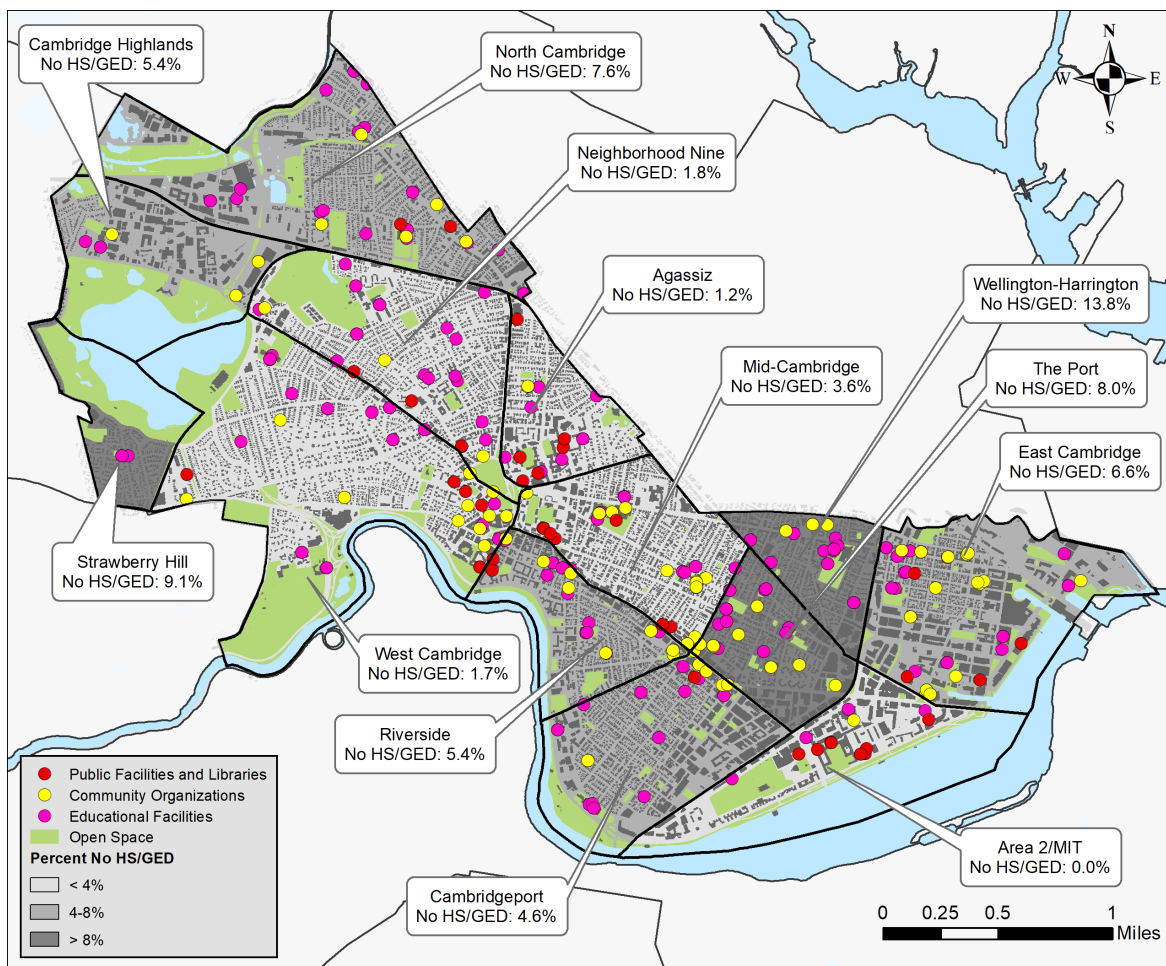 Cambridge Highlands
No HS/GED: 5.4%
North Cambridge
No HS/GED: 7.6%
N
W
E
S
Neighborhood Nine
No HS/GED: 1.8%
Agassiz
No HS/GED: 1.2%
Wellington-Harrington
No HS/GED: 13.8%
Mid-Cambridge
No HS/GED: 3.6%
The Port
No HS/GED: 8.0%
East Cambridge
No HS/GED: 6.6%
Strawberry Hill
No HS/GED: 9.1%
West Cambridge
No HS/GED: 1.7%
Riverside
No HS/GED: 5.4%
Public Facilities and Libraries
Community Organizations
Educational Facilities
Open Space
Percent No HS/GED
< 4%
4-8%
> 8%
Area 2/MIT
No HS/GED: 0.0%
Cambridgeport
No HS/GED: 4.6%
0 0.25 0.5 1
Miles